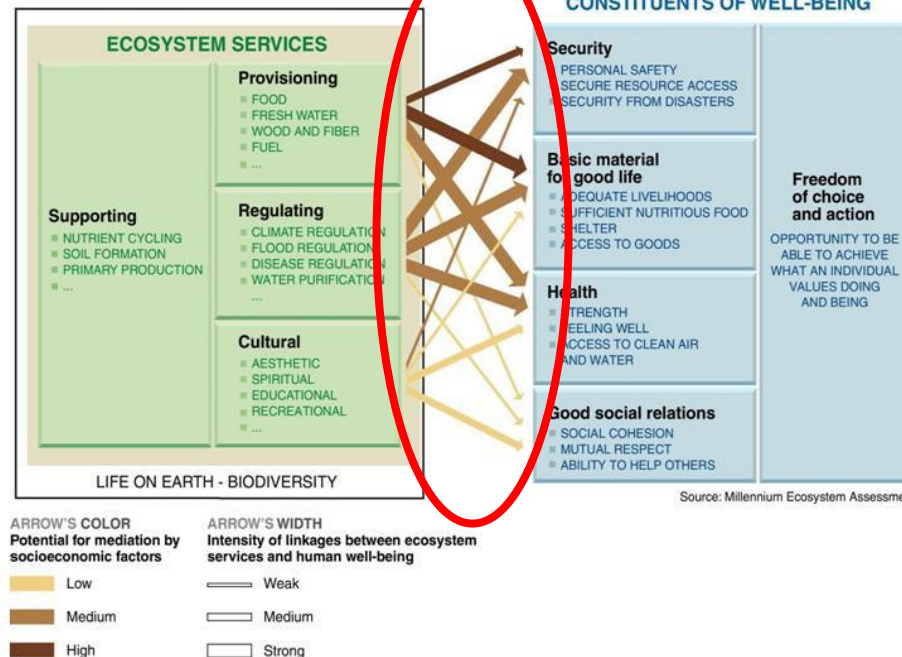 CONSTITUENTS OF WELL-BEING
ECOSYSTEM SERVICES
Supporting
NUTRIENT CYCLING
SOIL FORMATION
PRIMARY PRODUCTION
...
Provisioning
FOOD
FRESH WATER
WOOD AND FIBER
FUEL
...
Regulating
CLIMATE REGULATION
FLOOD REGULATION
DISEASE REGULATION
WATER PURIFICATION
...
Cultural
AESTHETIC
SPIRITUAL
EDUCATIONAL
RECREATIONAL
...
LIFE ON EARTH - BIODIVERSITY
Security
PERSONAL SAFETY
SECURE RESOURCE ACCESS
SECURITY FROM DISASTERS
Basic material
for good life
ADEQUATE LIVELIHOODS
SUFFICIENT NUTRITIOUS FOOD
SHELTER
ACCESS TO GOODS
Health
STRENGTH
FEELING WELL
ACCESS TO CLEAN AIR
AND WATER
Good social relations
SOCIAL COHESION
MUTUAL RESPECT
ABILITY TO HELP OTHERS
Freedom
of choice
and action
OPPORTUNITY TO BE
ABLE TO ACHIEVE
WHAT AN INDIVIDUAL
VALUES DOING
AND BEING
Source: Millennium Ecosystem Assessme
ARROW'S COLOR
Potential for mediation by
socioeconomic factors
Low
Medium
High
ARROW'S WIDTH
Intensity of linkages between ecosystem
services and human well-being
Weak
Medium
Strong